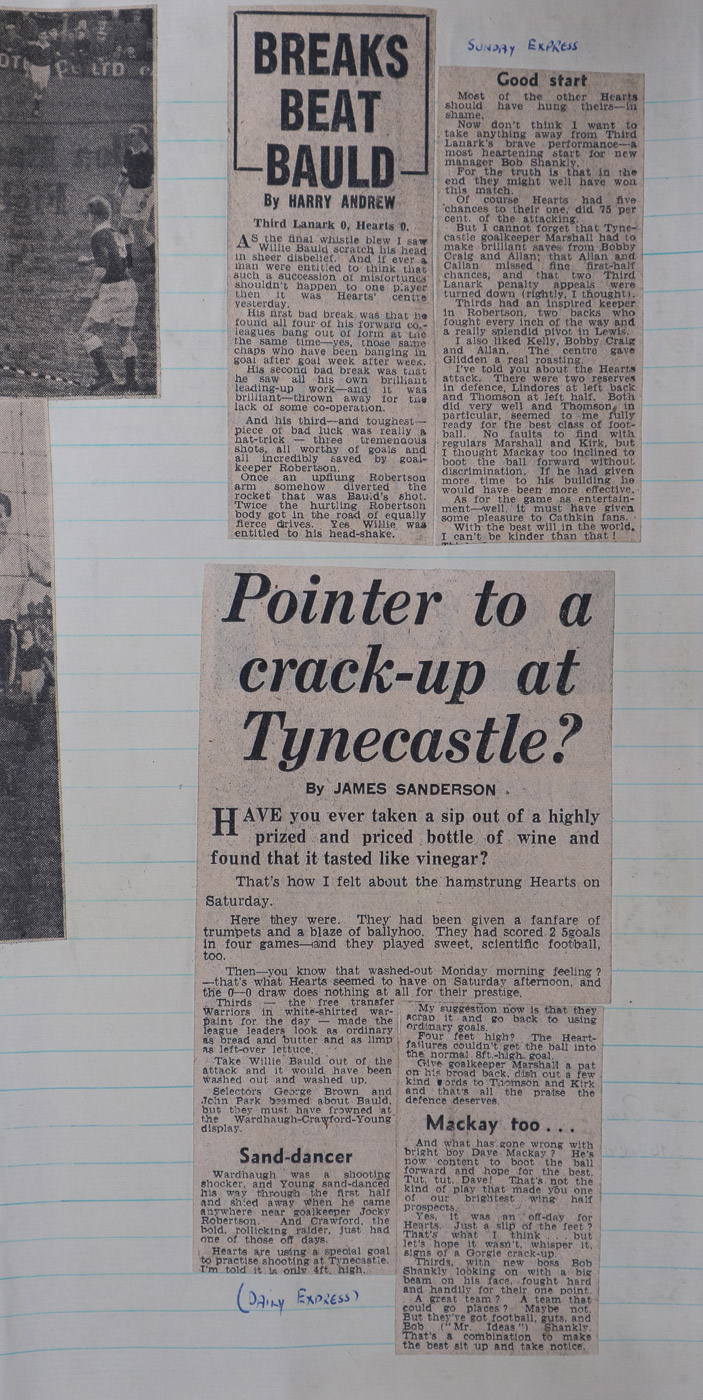 BREAKS
BEAT
BAULD
By HARRY ANDREW
Third Lanark 0, Hearts 0.
AS the final whistle blew I saw
Willie Bauld scratch his head
in sheer disbelief. And if ever a
man were entitled to think that
such a succession of misfortunes
shouldn't happen to one player
then it was Hearts' centre
yesterday.
His first bad break was that he
found all four of his forward co.-
leagues bang out of form at the
the same time—yes, those same
chaps who have been banging in
goal after goal week after week.
His second bad break was that
he saw all his own brilliant
leading-up work—and it was
brilliant—thrown away for the
lack of some co-operation.
And his third—and toughest—
piece of bad luck was really a
hat-trick — three tremendous
shots, all worthy of goals and
all incredibly saved by goal-
keeper Robertson.
Once an upflung Robertson
arm somehow diverted the
rocket that was Bauld's shot.
Twice the hurtling Robertson
body got in the road of equally
fierce drives. Yes Willie was
entitled to his head-shake.
SUNDAY EXPRESS
Good start
Most of the other Hearts
should have hung theirs—in
shame.
Now don't think I want to
take anything away from Third
Lanark's brave performance—a
most heartening start for new
manager Bob Shankly.
For the truth is that in the
end they might well have won
this match.
Of course Hearts had five
chances to their one, did 75 per
cent. of the attacking.
But I cannot forget that Tyne-
castle goalkeeper Marshall had to
make brilliant saves from Bobby
Craig and Allan; that Allan and
Callan missed fine first-half
chances, and that two Third
Lanark penalty appeals were
turned down (rightly, I thought).
Thirds had an inspired keeper
in Robertson, two backs who
fought every inch of the way and
a really splendid pivot in Lewis.
I also liked Kelly, Bobby Craig
and Allan. The centre gave
Glidden a real roasting.
I've told you about the Hearts
attack. There were two reserves
in defence, Lindores at left back
and Thomson at left half. Both
did very well and Thomson, in
particular, seemed to me fully
ready for the best class of foot-
ball. No faults to find with
regulars Marshall and Kirk, but
I thought Mackay too inclined to
boot the ball forward without
discrimination. If he had given
more time to his building he
would have been more effective.
As for the game as entertain-
ment—well, it must have given
some pleasure to Cathkin fans.
With the best will in the world,
I can't be kinder than that!
Pointer to a
crack-up at
Tynecastle?
By JAMES SANDERSON
HAVE you ever taken a sip out of a highly
prized and priced bottle of wine and
found that it tasted like vinegar?
That's how I felt about the hamstrung Hearts on
Saturday.
Here they were. They had been given a fanfare of
trumpets and a blaze of ballyhoo. They had scored 2 5goals
in four games—and they played sweet, scientific football,
too.
Then—you know that washed-out Monday morning feeling?
—that's what Hearts seemed to have on Saturday afternoon, and
the 0—0 draw does nothing at all for their prestige.
Thirds — the free transfer
Warriors in white-shirted war-
paint for the day — made the
league leaders look as ordinary
as bread and butter and as limp
as left-over lettuce.
Take Willie Bauld out of the
attack and it would have been
washed out and washed up.
Selectors George Brown and
John Park beamed about Bauld,
but they must have frowned at
the Wardhaugh-Crawford-Young
display.
Sand-dancer
Wardhaugh was a shooting
shocker, and Young sand-danced
his way through the first half
and shied away when he came
anywhere near goalkeeper Jocky
Robertson. And Crawford, the
bold, rollicking raider, just had
one of those off days.
Hearts are using a special goal
to practise shooting at Tynecastle.
I'm told it is only 4ft. high.
My suggestion now is that they
scrap it and go back to using
ordinary goals.
Four feet high? The Heart-
failures couldn't get the ball into
the normal 8ft.-high goal.
Give goalkeeper Marshall a pat
on his broad back, dish out a few
kind words to Thomson and Kirk
and that's all the praise the
defence deserves.
Mackay too . . .
And what has gone wrong with
bright boy Dave Mackay? He's
now content to boot the ball
forward and hope for the best.
Tut, tut, Dave! That's not the
kind of play that made you one
of our brightest wing half
prospects.
Yes, it was an off-day for
Hearts. Just a slip of the feet?
That's what I think . . . but
let's hope it wasn't, whisper it,
signs of a Gorgie crack-up.
Thirds, with new boss Bob
Shankly looking on with a big
beam on his face, fought hard
and handily for their one point.
A great team? A team that
could go places? Maybe not.
But they've got football, guts, and
Bob ("Mr. Ideas") Shankly.
That's a combination to make
the best sit up and take notice.
(DAILY EXPRESS)